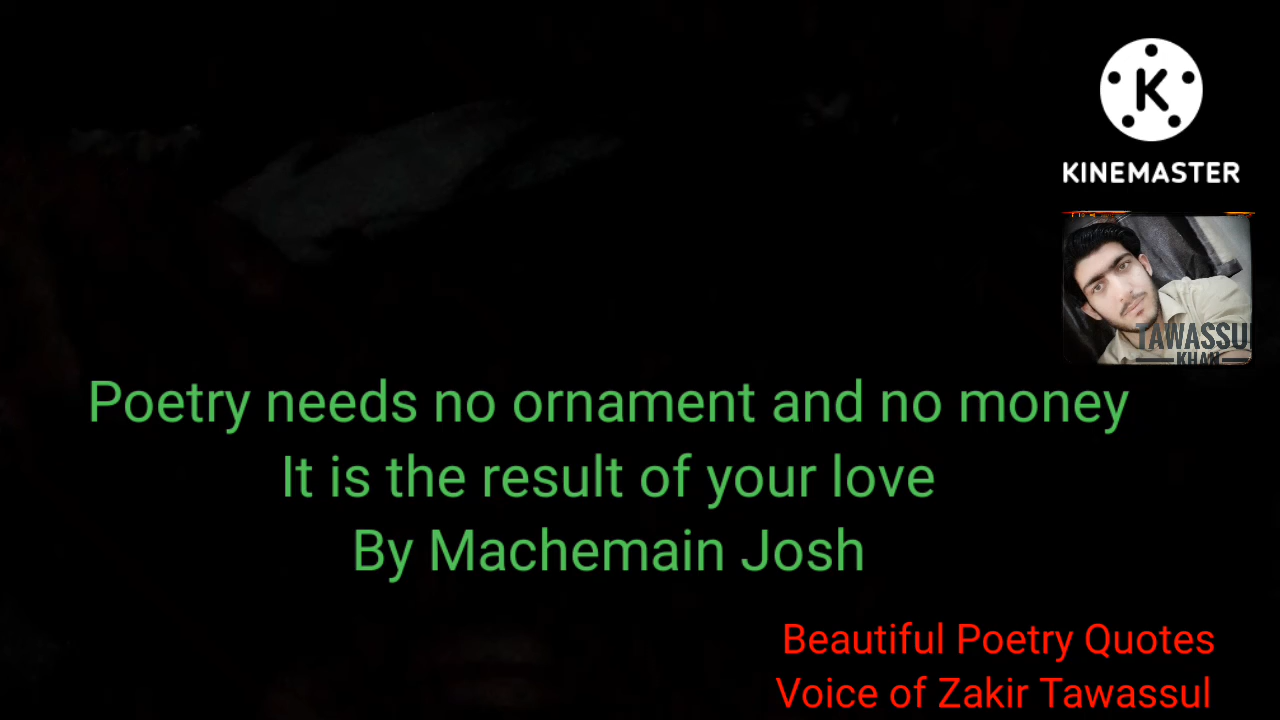 K
KINEMASTER
TAWASSU
KHAN
Poetry needs no ornament and no money
It is the result of your love
By Machemain Josh
Beautiful Poetry Quotes
Voice of Zakir Tawassul